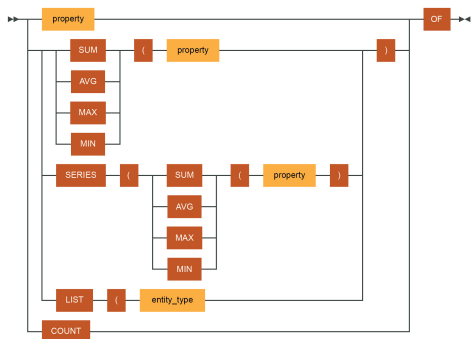 property OF
SUM ( property )
AVG
MAX
MIN
SERIES ( SUM ( property )
AVG
MAX
MIN
LIST ( entity_type
COUNT